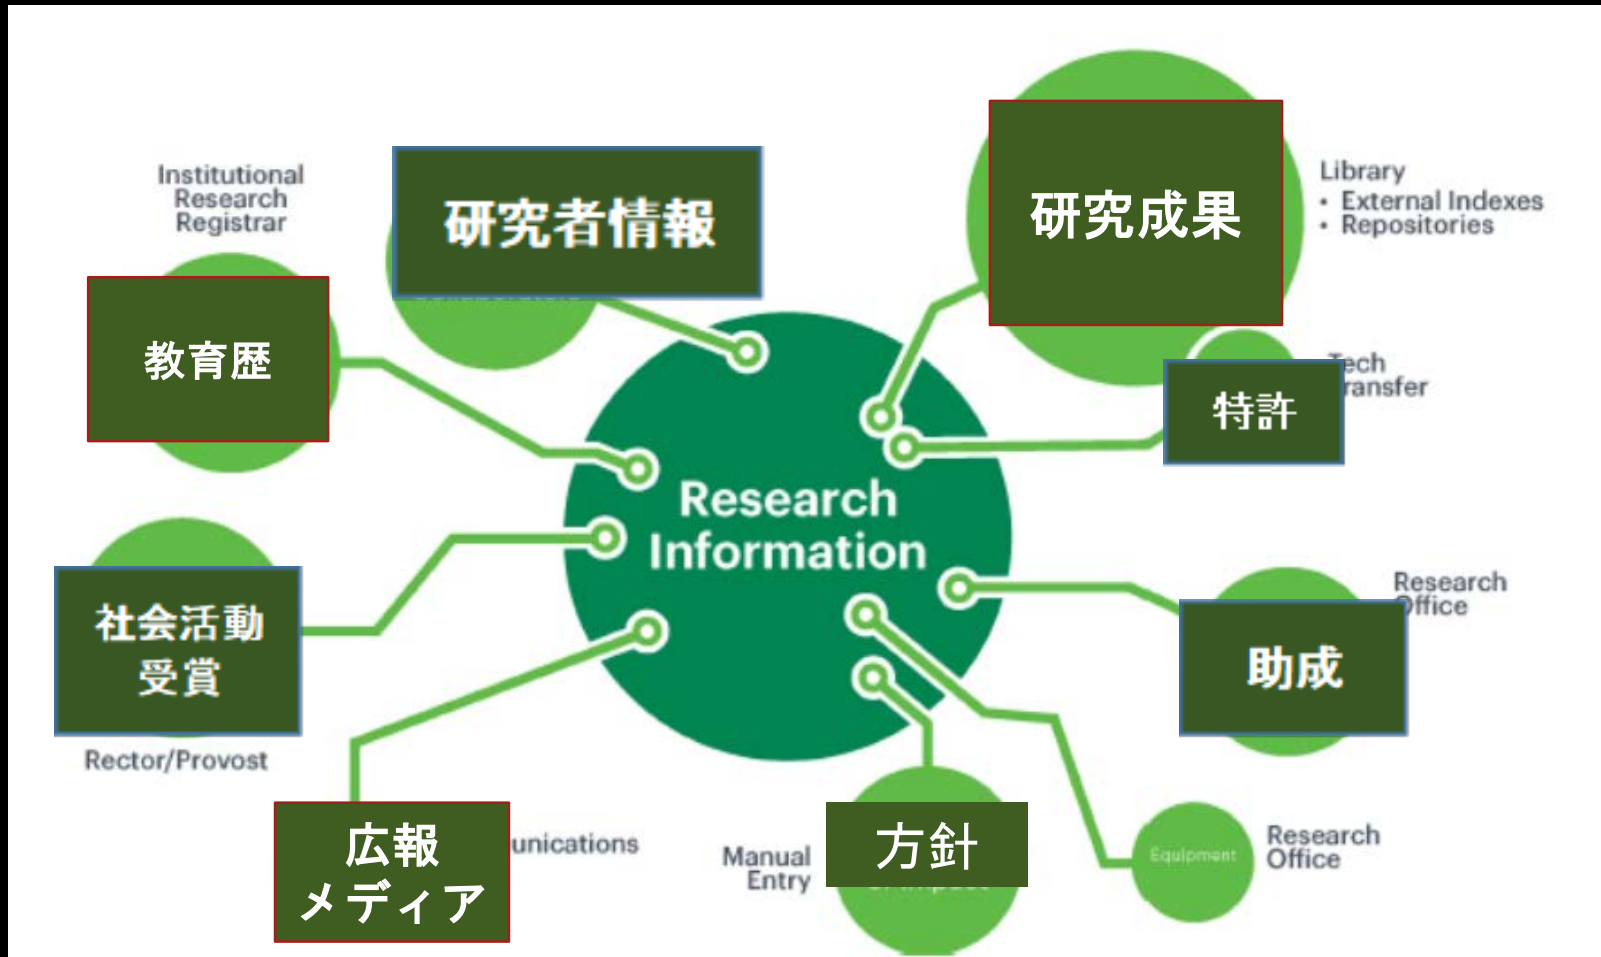 Institutional
Research
Registrar
研究者情報
研究成果
Library
• External Indexes
• Repositories
教育歴
特許
Research
Information
社会活動
受賞
Rector/Provost
Research
助成
広報
メディア
Manual
Entry
方針
Equipment
Research
Office